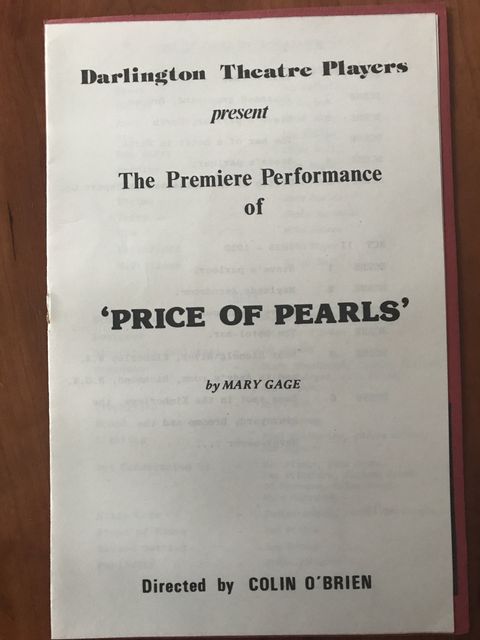 Darlington Theatre Players
present
The Premiere Performance
of
'PRICE OF PEARLS'
by MARY GAGE
Directed by COLIN O'BRIEN